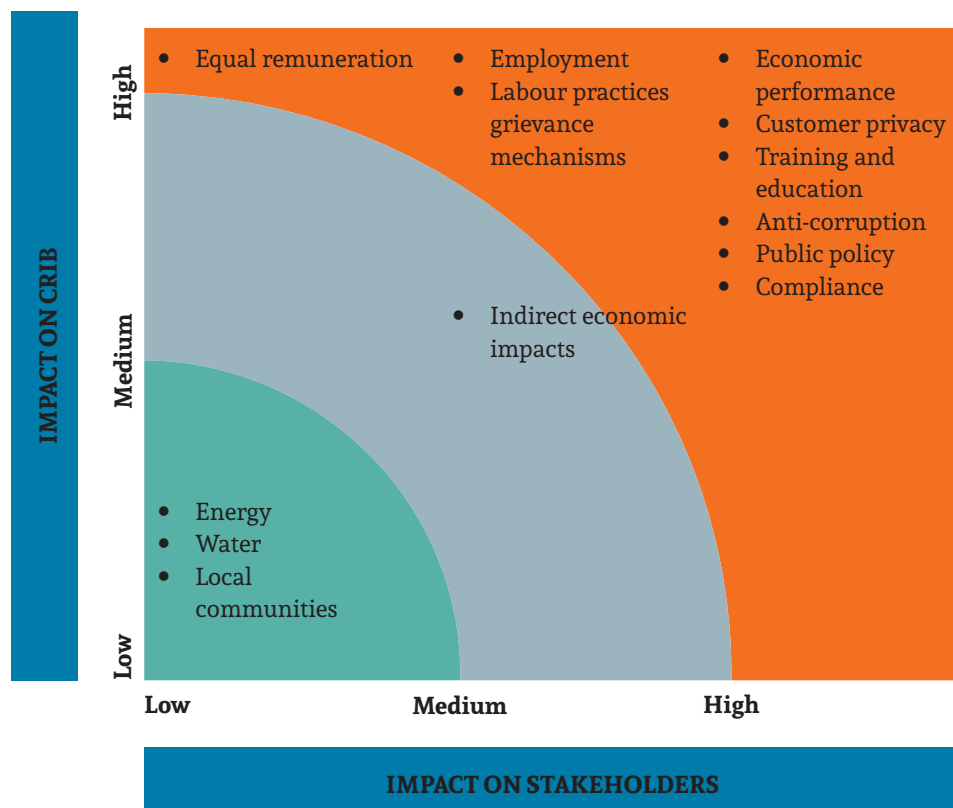 IMPACT ON CRIB
High
Medium
Low
• Equal remuneration
• Employment
• Labour practices
grievance
mechanisms
• Economic
performance
• Customer privacy
• Training and
education
• Anti-corruption
• Public policy
• Compliance
• Indirect economic
impacts
• Energy
• Water
• Local
communities
Low
Medium
High
IMPACT ON STAKEHOLDERS